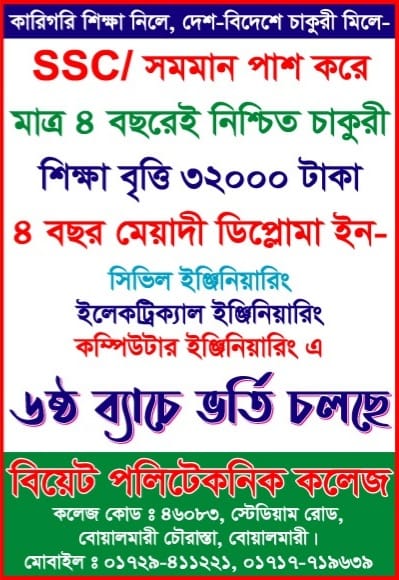 কারিগরি শিক্ষা নিলে, দেশ-বিদেশে চাকুরী মিলে-
SSC/ সমমান পাশ করে
মাত্র ৪ বছরেই নিশ্চিত চাকুরী
শিক্ষা বৃত্তি ৩২০০০ টাকা
৪ বছর মেয়াদী ডিপ্লোমা ইন-
সিভিল ইঞ্জিনিয়ারিং
ইলেকট্রিক্যাল ইঞ্জিনিয়ারিং
কম্পিউটার ইঞ্জিনিয়ারিং এ
৬ষ্ঠ ব্যাচে ভর্তি চলছে
বিয়েট পলিটেকনিক কলেজ
কলেজ কোড ঃ ৪৬০৮৩, স্টেডিয়াম রোড,
বোয়ালমারী চৌরাস্তা, বোয়ালমারী।
মোবাইল ঃ ০১৭২৯-৪১১২২১, ০১৭১৭-৭১৯৬৩৯